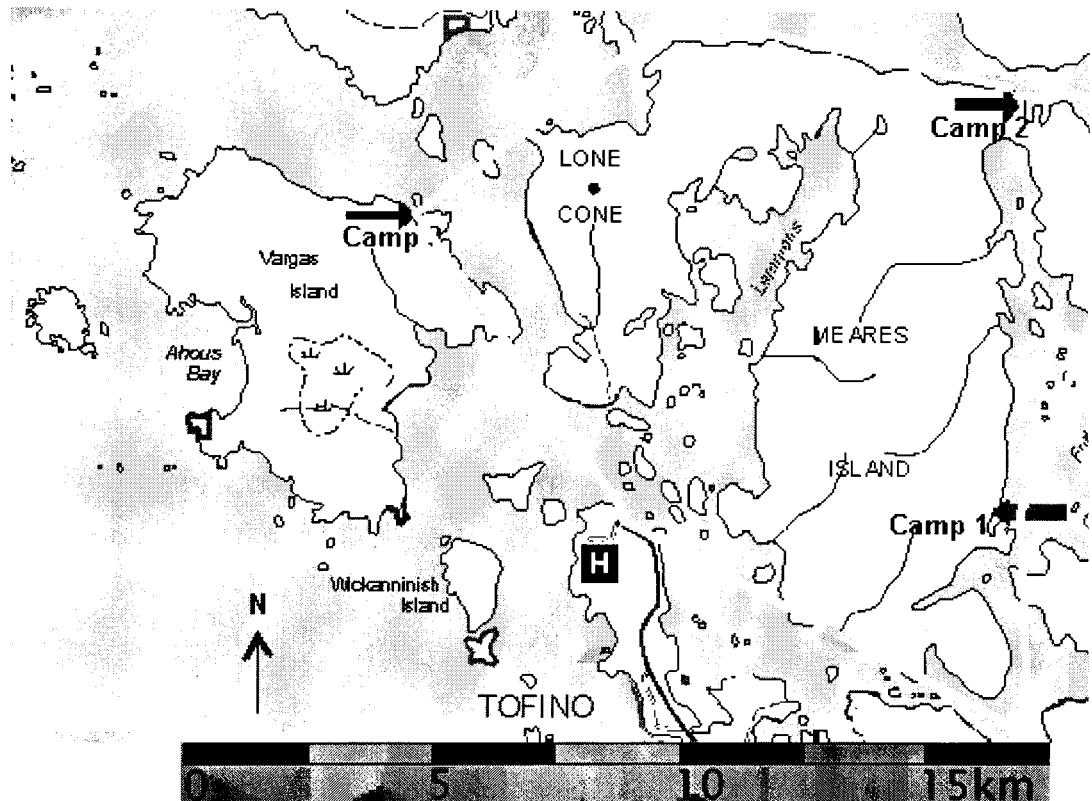 LONE
CONE
Camp 2
Camp
Vargas
Island
MEARES
Ahous
Bay
ISLAND
Camp 1
H
Wickanninish
Island
N
TOFINO
0 5 10 15km